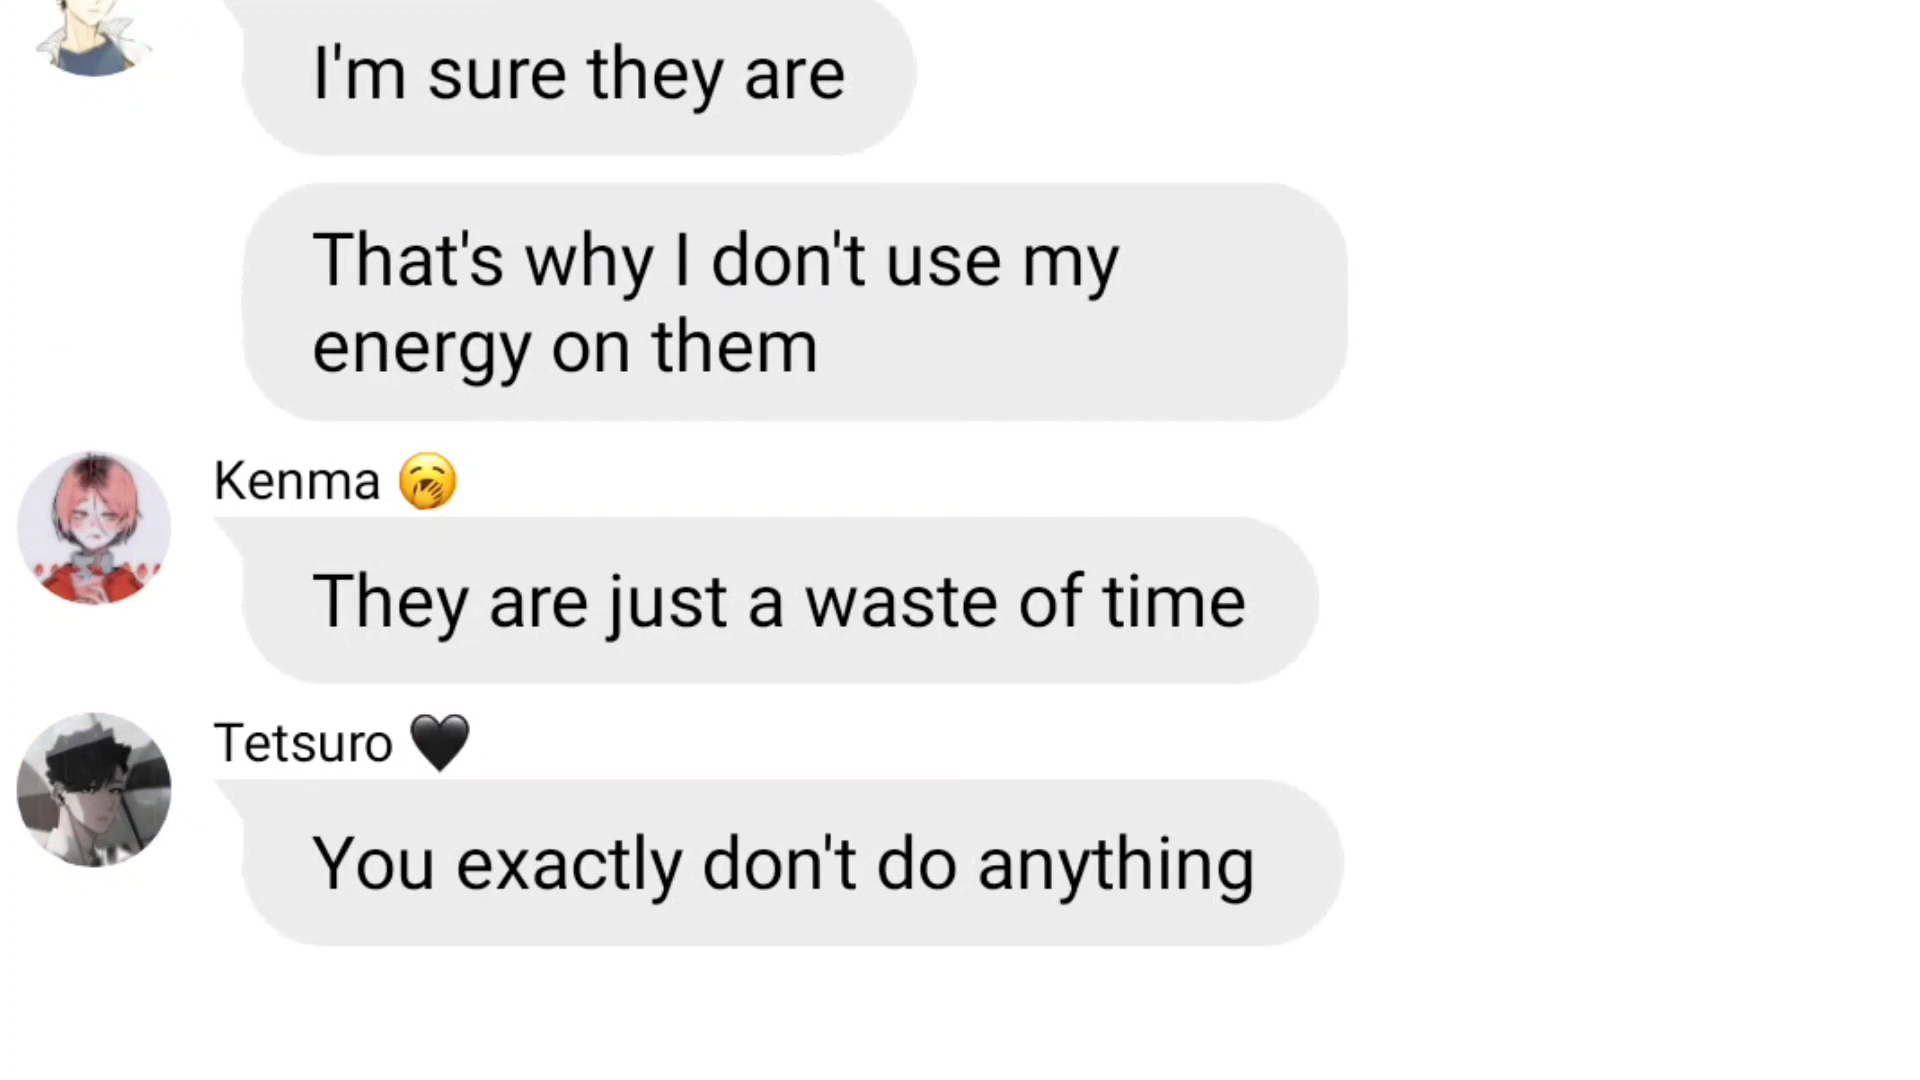 I'm sure they are
That's why I don't use my
energy on them
Kenma 🥱
They are just a waste of time
Tetsuro 🖤
You exactly don't do anything